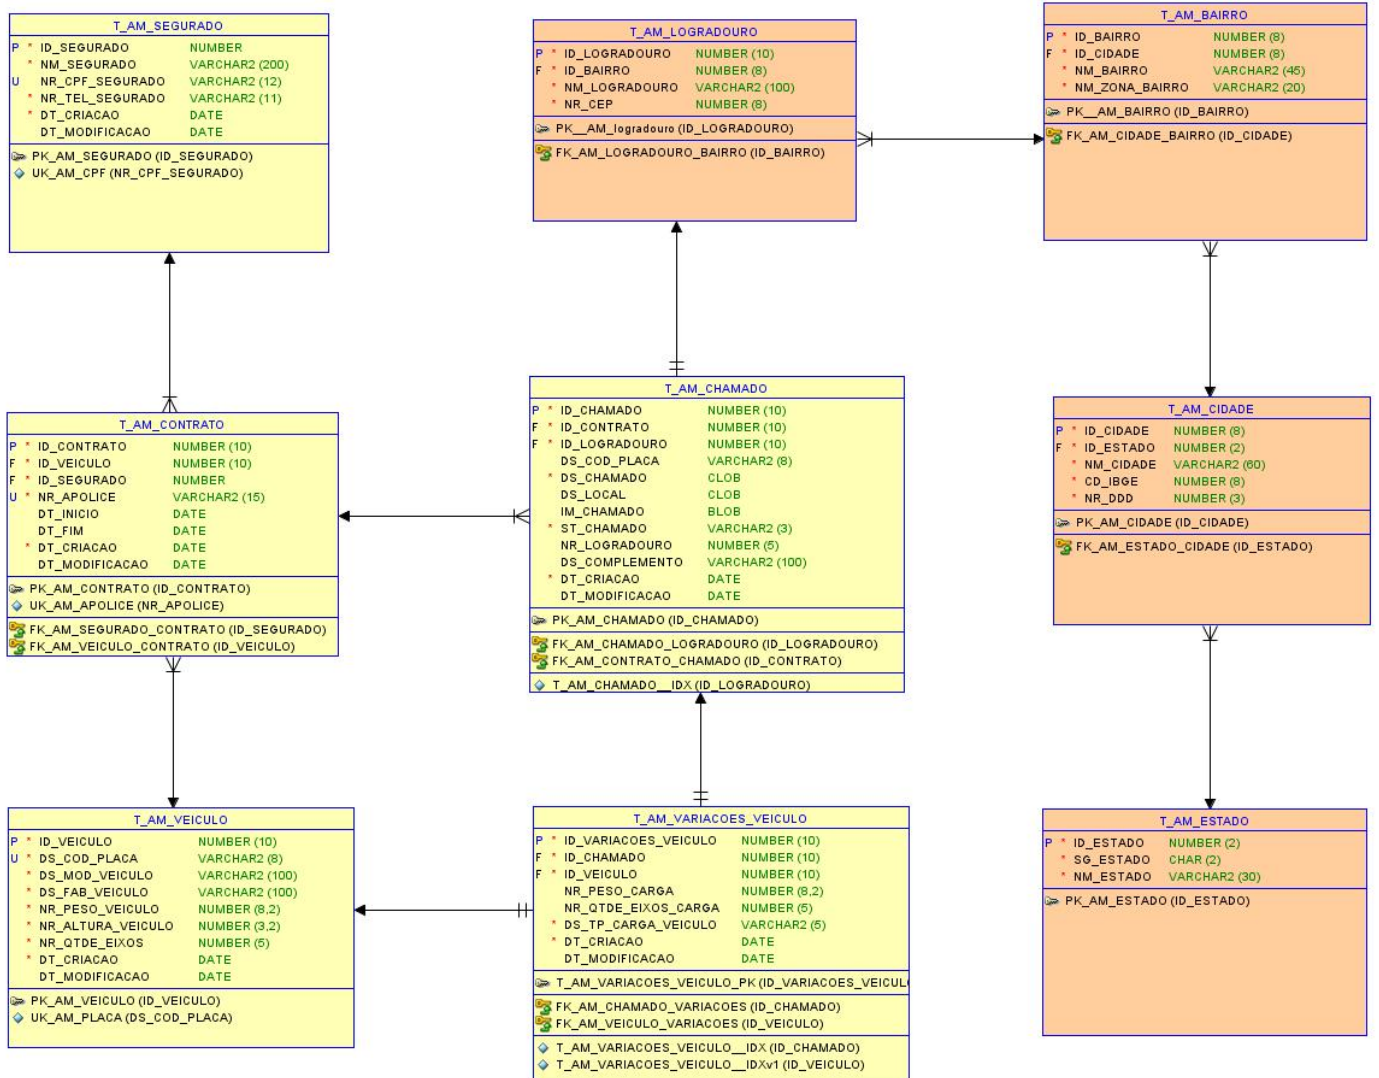 T_AM_SEGURADO
P * ID_SEGURADO NUMBER
* NM_SEGURADO VARCHAR2 (200)
U NR_CPF_SEGURADO VARCHAR2 (12)
* NR_TEL_SEGURADO VARCHAR2 (11)
* DT_CRIACAO DATE
DT_MODIFICACAO DATE
PK_AM_SEGURADO (ID_SEGURADO)
UK_AM_CPF (NR_CPF_SEGURADO)
T_AM_LOGRADOURO
P * ID_LOGRADOURO NUMBER (10)
F * ID_BAIRRO NUMBER (8)
* NM_LOGRADOURO VARCHAR2 (100)
* NR_CEP NUMBER (8)
PK__AM_logradouro (ID_LOGRADOURO)
FK_AM_LOGRADOURO_BAIRRO (ID_BAIRRO)
T_AM_BAIRRO
P * ID_BAIRRO NUMBER (8)
F * ID_CIDADE NUMBER (8)
* NM_BAIRRO VARCHAR2 (45)
* NM_ZONA_BAIRRO VARCHAR2 (20)
PK__AM_BAIRRO (ID_BAIRRO)
FK_AM_CIDADE_BAIRRO (ID_CIDADE)
T_AM_CONTRATO
P * ID_CONTRATO NUMBER (10)
F * ID_VEICULO NUMBER (10)
F * ID_SEGURADO NUMBER
U * NR_APOLICE VARCHAR2 (15)
DT_INICIO DATE
DT_FIM DATE
* DT_CRIACAO DATE
DT_MODIFICACAO DATE
PK_AM_CONTRATO (ID_CONTRATO)
UK_AM_APOLICE (NR_APOLICE)
FK_AM_SEGURADO_CONTRATO (ID_SEGURADO)
FK_AM_VEICULO_CONTRATO (ID_VEICULO)
T_AM_CHAMADO
P * ID_CHAMADO NUMBER (10)
F * ID_CONTRATO NUMBER (10)
F * ID_LOGRADOURO NUMBER (10)
DS_COD_PLACA VARCHAR2 (8)
* DS_CHAMADO CLOB
DS_LOCAL CLOB
IM_CHAMADO BLOB
* ST_CHAMADO VARCHAR2 (3)
NR_LOGRADOURO NUMBER (5)
DS_COMPLEMENTO VARCHAR2 (100)
* DT_CRIACAO DATE
DT_MODIFICACAO DATE
PK_AM_CHAMADO (ID_CHAMADO)
FK_AM_CHAMADO_LOGRADOURO (ID_LOGRADOURO)
FK_AM_CONTRATO_CHAMADO (ID_CONTRATO)
T_AM_CHAMADO__IDX (ID_LOGRADOURO)
T_AM_CIDADE
P * ID_CIDADE NUMBER (8)
F * ID_ESTADO NUMBER (2)
* NM_CIDADE VARCHAR2 (60)
* CD_IBGE NUMBER (8)
* NR_DDD NUMBER (3)
PK_AM_CIDADE (ID_CIDADE)
FK_AM_ESTADO_CIDADE (ID_ESTADO)
T_AM_VEICULO
P * ID_VEICULO NUMBER (10)
U * DS_COD_PLACA VARCHAR2 (8)
* DS_MOD_VEICULO VARCHAR2 (100)
* DS_FAB_VEICULO VARCHAR2 (100)
* NR_PESO_VEICULO NUMBER (8,2)
* NR_ALTURA_VEICULO NUMBER (3,2)
* NR_QTDE_EIXOS NUMBER (5)
* DT_CRIACAO DATE
DT_MODIFICACAO DATE
PK_AM_VEICULO (ID_VEICULO)
UK_AM_PLACA (DS_COD_PLACA)
T_AM_VARIACOES_VEICULO
P * ID_VARIACOES_VEICULO NUMBER (10)
F * ID_CHAMADO NUMBER (10)
F * ID_VEICULO NUMBER (10)
NR_PESO_CARGA NUMBER (8,2)
NR_QTDE_EIXOS_CARGA NUMBER (5)
* DS_TP_CARGA_VEICULO VARCHAR2 (5)
* DT_CRIACAO DATE
DT_MODIFICACAO DATE
T_AM_VARIACOES_VEICULO_PK (ID_VARIACOES_VEICUL
FK_AM_CHAMADO_VARIACOES (ID_CHAMADO)
FK_AM_VEICULO_VARIACOES (ID_VEICULO)
T_AM_VARIACOES_VEICULO__IDX (ID_CHAMADO)
T_AM_VARIACOES_VEICULO__IDXv1 (ID_VEICULO)
T_AM_ESTADO
P * ID_ESTADO NUMBER (2)
* SG_ESTADO CHAR (2)
* NM_ESTADO VARCHAR2 (30)
PK_AM_ESTADO (ID_ESTADO)